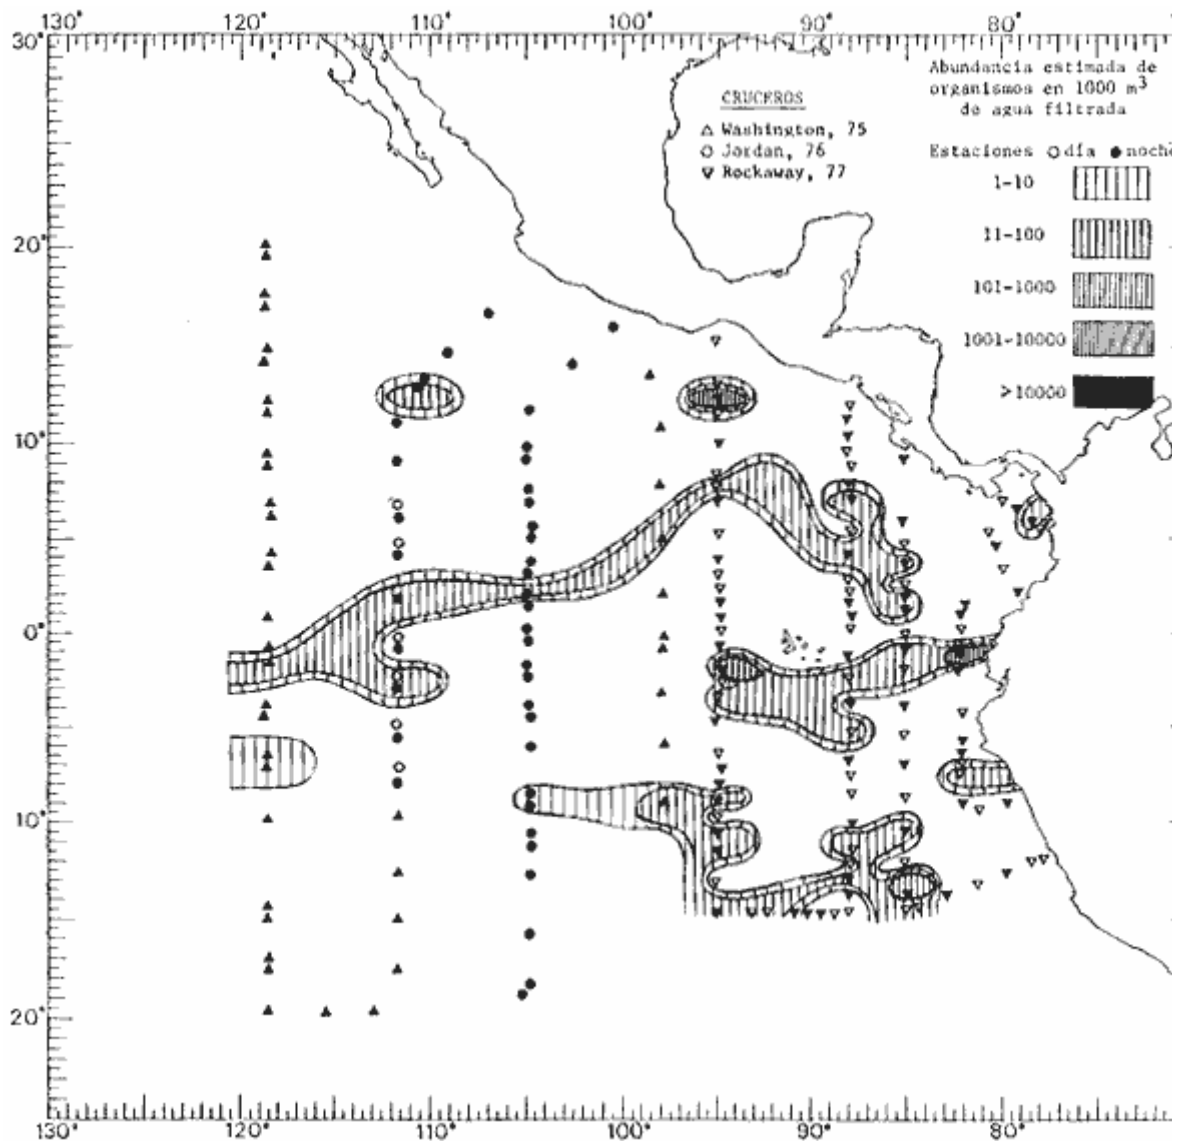 130° 120° 110° 100° 90° 80°
30°
Abundancia estimada de
organismos en 1000 m³
de agua filtrada
CRUCEROS
△ Washington, 75
○ Jordan, 76
▽ Rockaway, 77
Estaciones ○ día ● noche
1-10
11-100
101-1000
1001-10000
>10000
20°
10°
0°
10°
20°
130° 120° 110° 100° 90° 80°